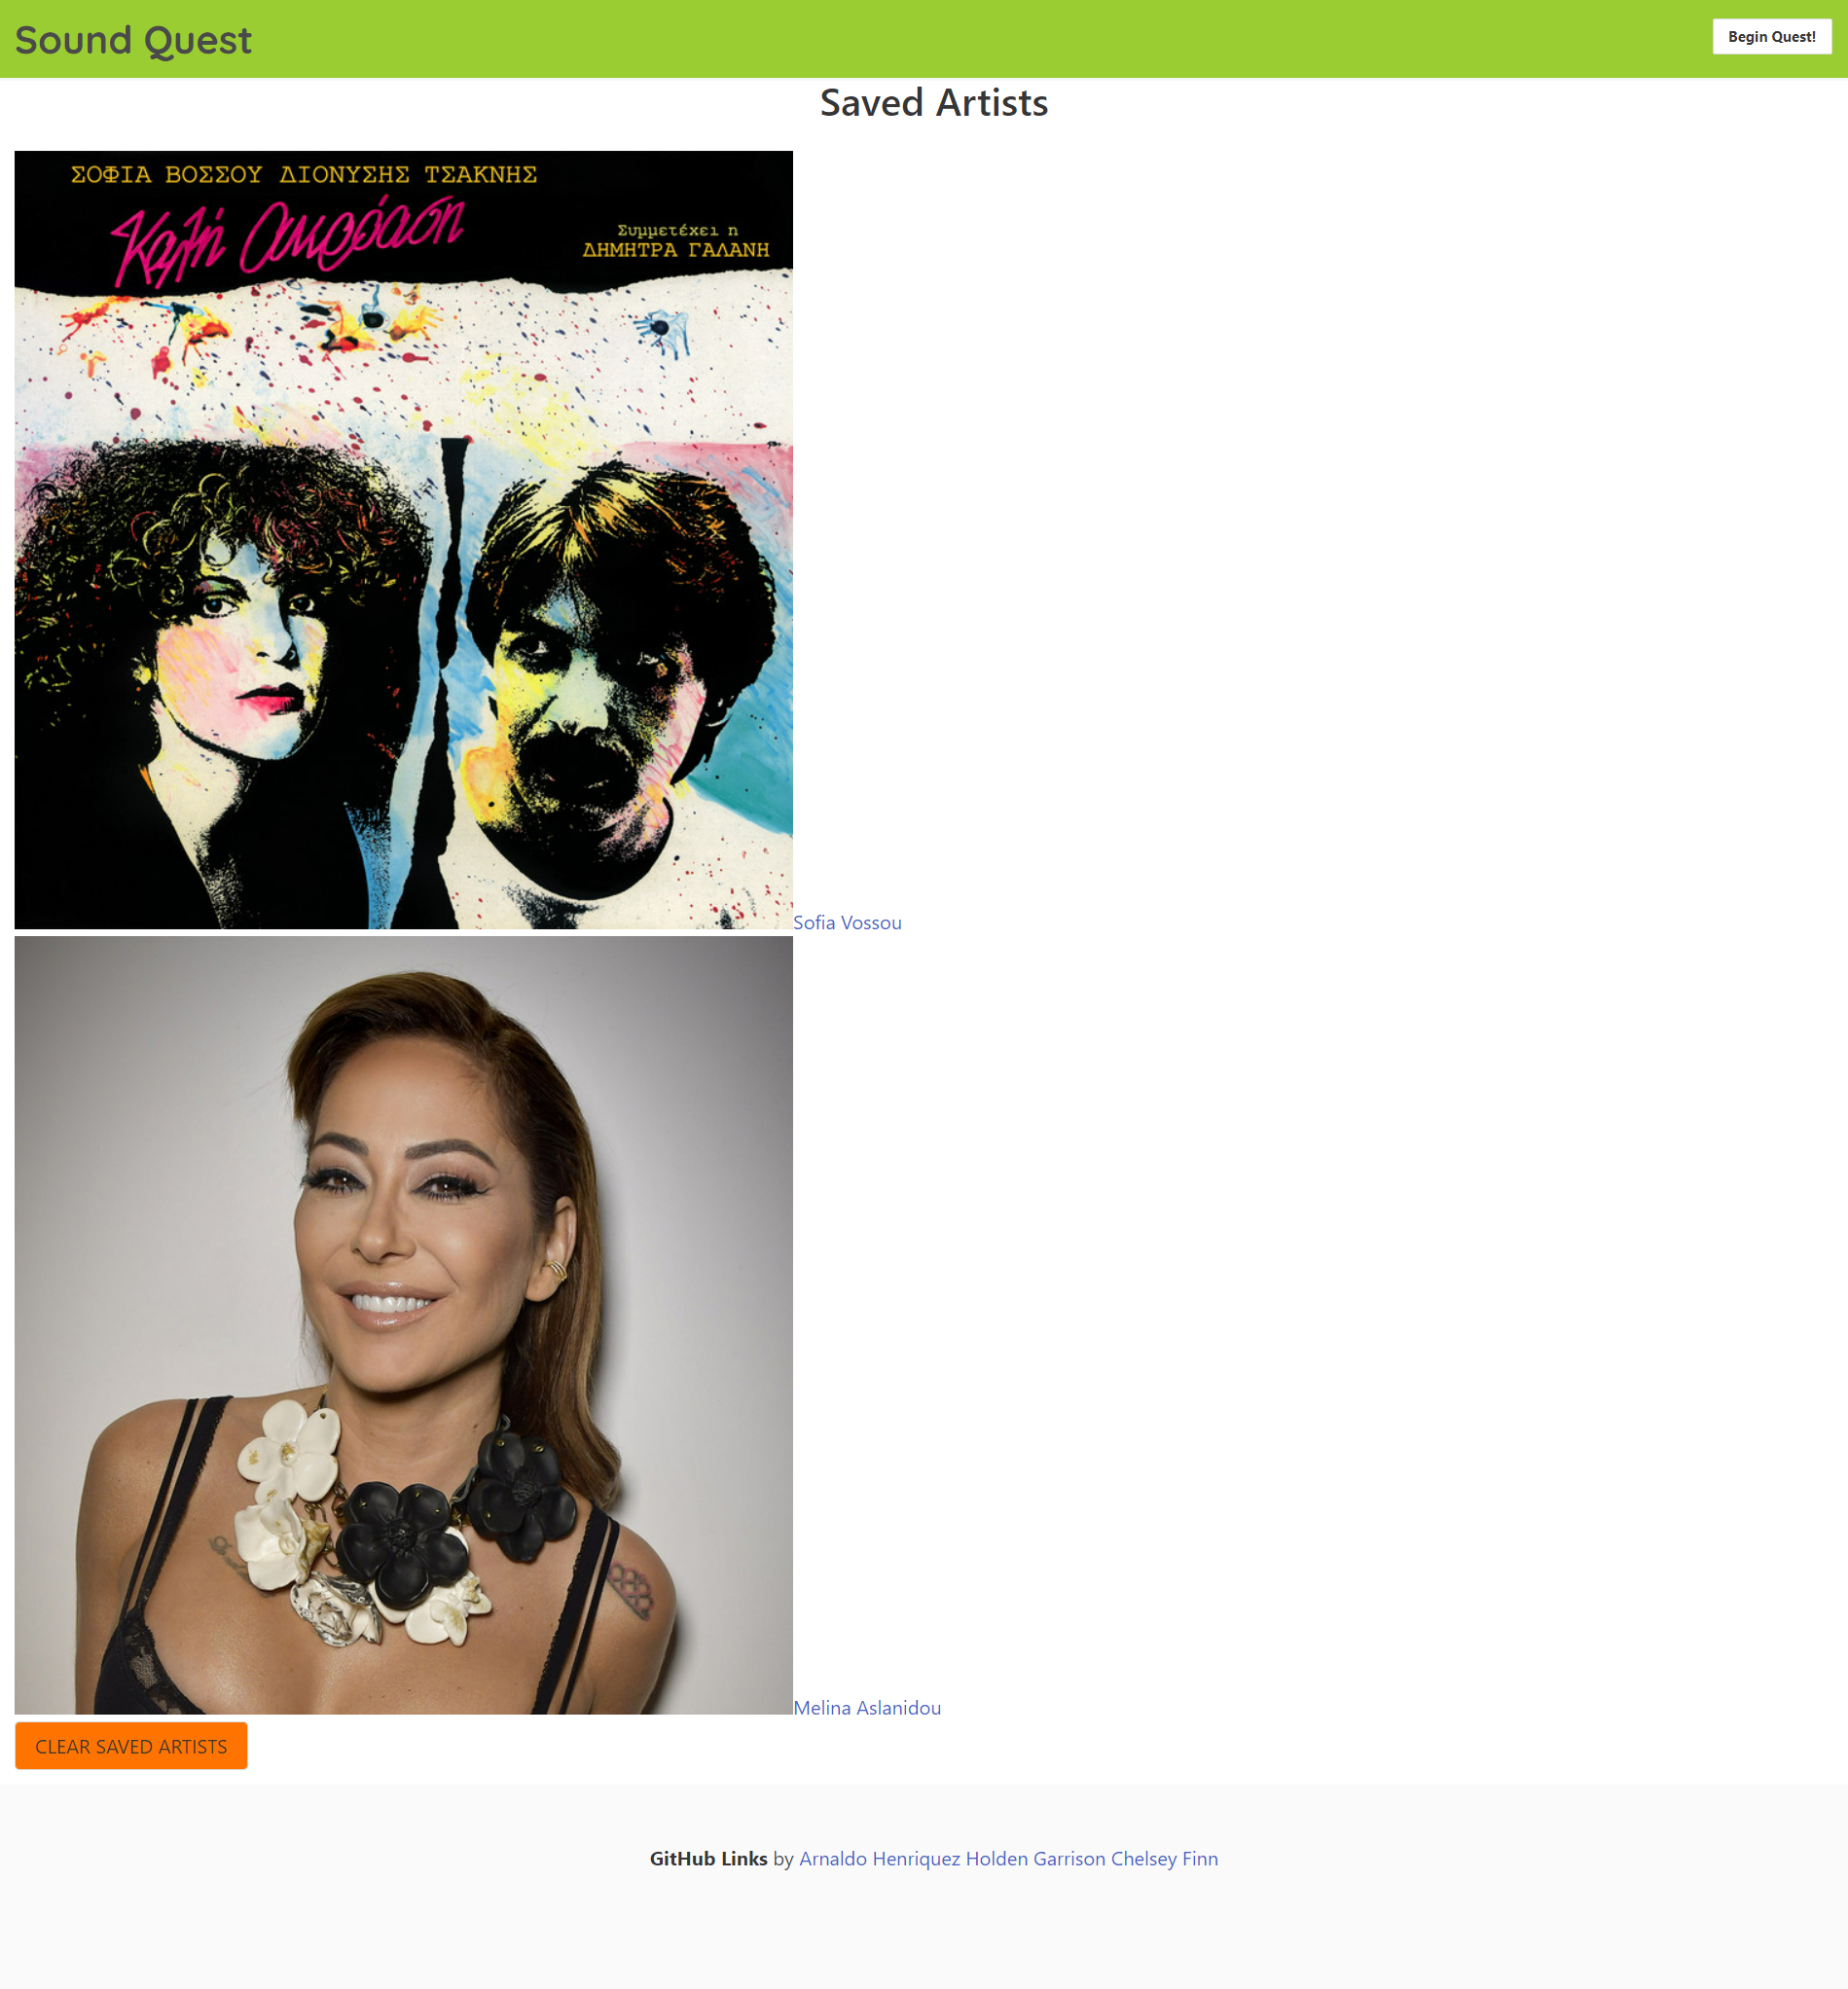 Sound Quest
Begin Quest!
Saved Artists
ΣΟΦΙΑ ΒΟΣΣΟΥ ΔΙΟΝΥΣΗΣ ΤΣΑΚΝΗΣ
Καλή Ακρόαση
Συμμετέχει η
ΔΗΜΗΤΡΑ ΓΑΛΑΝΗ
Sofia Vossou
Melina Aslanidou
CLEAR SAVED ARTISTS
GitHub Links by Arnaldo Henriquez Holden Garrison Chelsey Finn